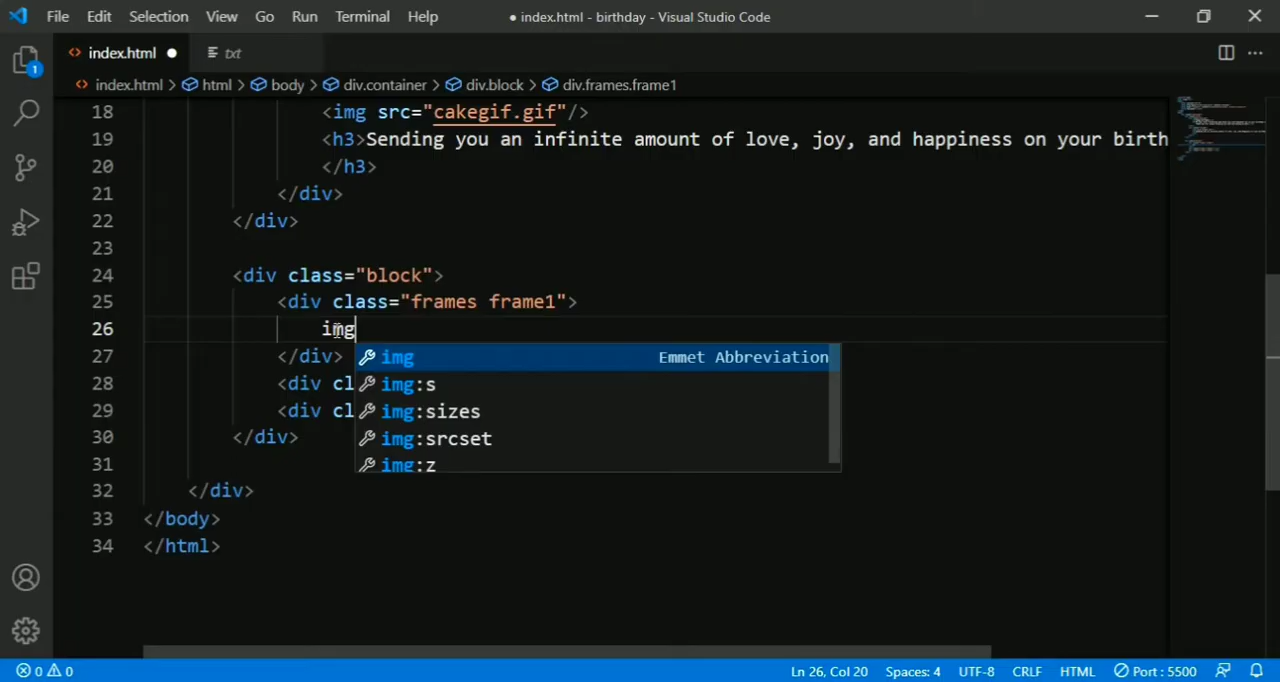 File Edit Selection View Go Run Terminal Help ● index.html - birthday - Visual Studio Code
index.html ● txt
index.html > html > body > div.container > div.block > div.frames.frame1
1
18 <img src="cakegif.gif"/>
19 <h3>Sending you an infinite amount of love, joy, and happiness on your birth
20 </h3>
21 </div>
22 </div>
23
24 <div class="block">
25 <div class="frames frame1">
26 img
27 </div>
28 <div cl
29 <div cl
30 </div>
31
32 </div>
33 </body>
34 </html>
img Emmet Abbreviation
img:s
img:sizes
img:srcset
img:z
0 0 Ln 26, Col 20 Spaces: 4 UTF-8 CRLF HTML Port : 5500